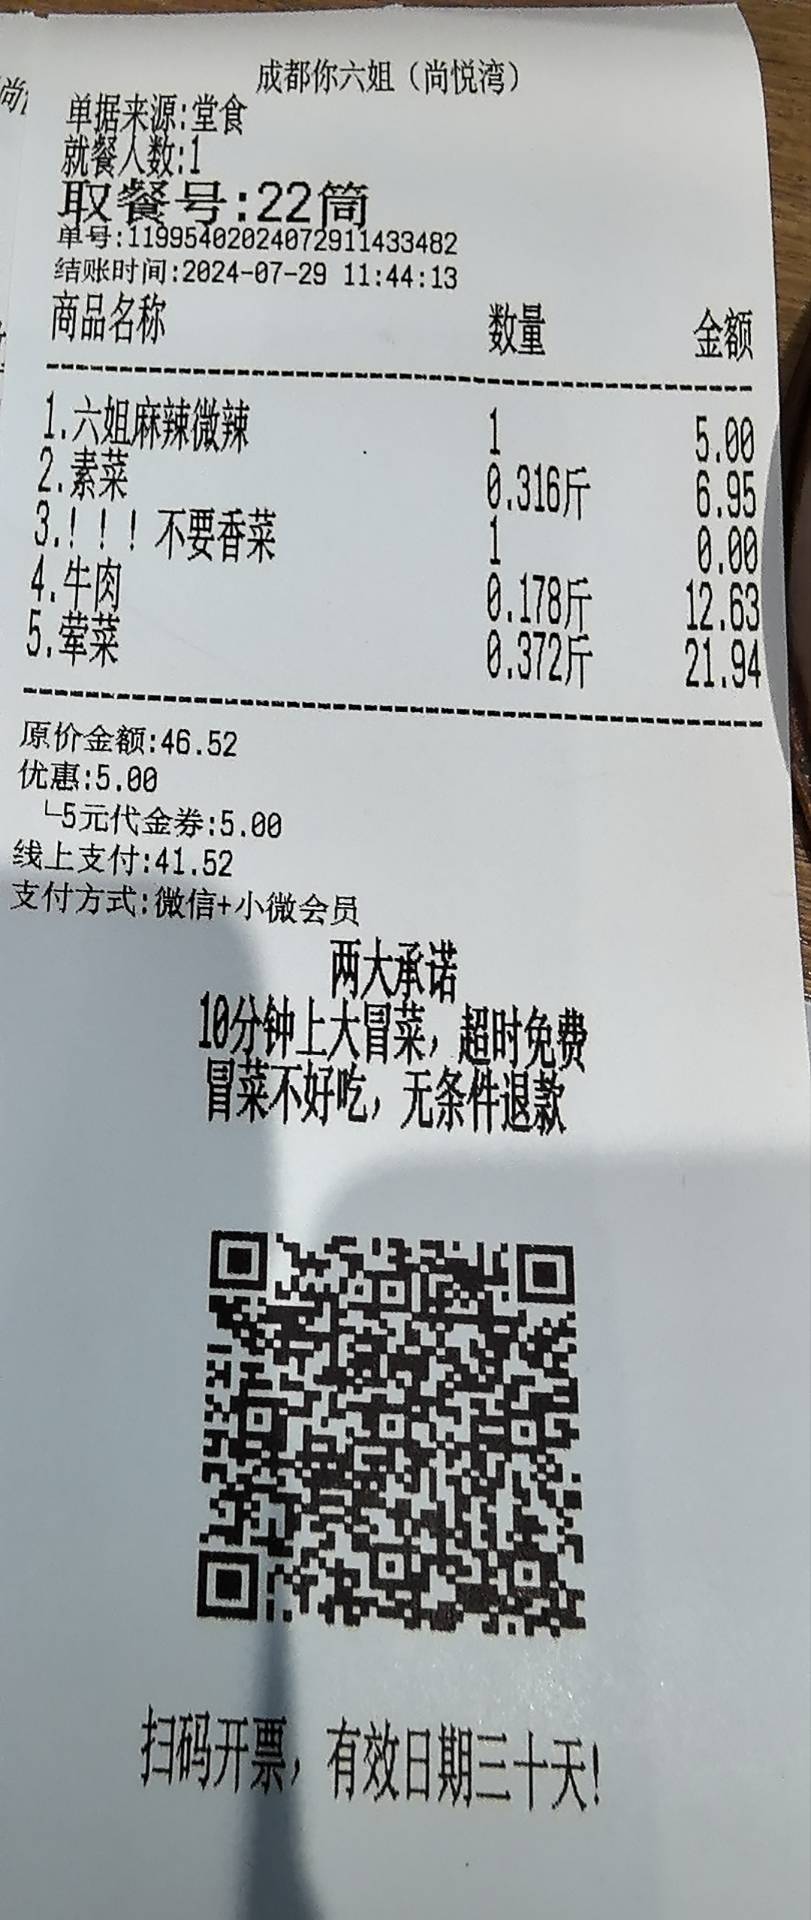 成都你六姐（尚悦湾）
单据来源:堂食
就餐人数:1
取餐号:22筒
单号:11995402024072911433482
结账时间:2024-07-29 11:44:13
商品名称 数量 金额
1.六姐麻辣微辣 1 5.00
2.素菜 0.316斤 6.95
3.！！！不要香菜 1 0.00
4.牛肉 0.178斤 12.63
5.荤菜 0.372斤 21.94
原价金额:46.52
优惠:5.00
└5元代金券:5.00
线上支付:41.52
支付方式:微信+小微会员
两大承诺
10分钟上大冒菜，超时免费
冒菜不好吃，无条件退款
扫码开票，有效日期三十天!